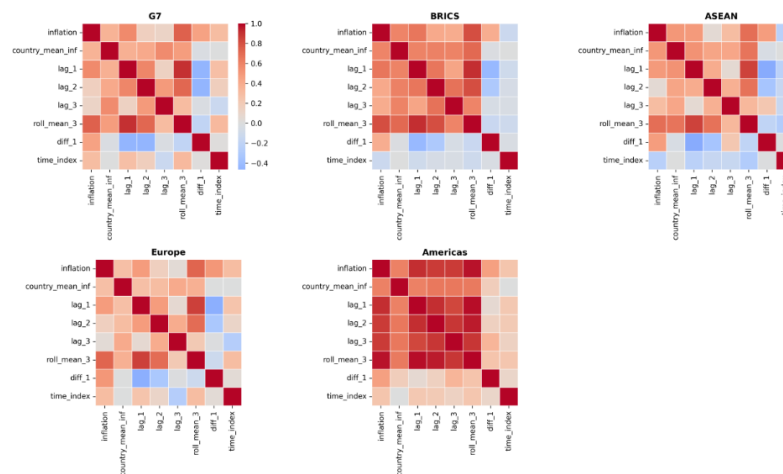 G7
inflation
country_mean_inf
lag_1
lag_2
lag_3
roll_mean_3
diff_1
time_index
inflation
country_mean_inf
lag_1
lag_2
lag_3
roll_mean_3
diff_1
time_index
1.0
0.8
0.6
0.4
0.2
0.0
−0.2
−0.4
BRICS
inflation
country_mean_inf
lag_1
lag_2
lag_3
roll_mean_3
diff_1
time_index
inflation
country_mean_inf
lag_1
lag_2
lag_3
roll_mean_3
diff_1
time_index
ASEAN
inflation
country_mean_inf
lag_1
lag_2
lag_3
roll_mean_3
diff_1
time_index
inflation
country_mean_inf
lag_1
lag_2
lag_3
roll_mean_3
diff_1
time_index
Europe
inflation
country_mean_inf
lag_1
lag_2
lag_3
roll_mean_3
diff_1
time_index
inflation
country_mean_inf
lag_1
lag_2
lag_3
roll_mean_3
diff_1
time_index
Americas
inflation
country_mean_inf
lag_1
lag_2
lag_3
roll_mean_3
diff_1
time_index
inflation
country_mean_inf
lag_1
lag_2
lag_3
roll_mean_3
diff_1
time_index